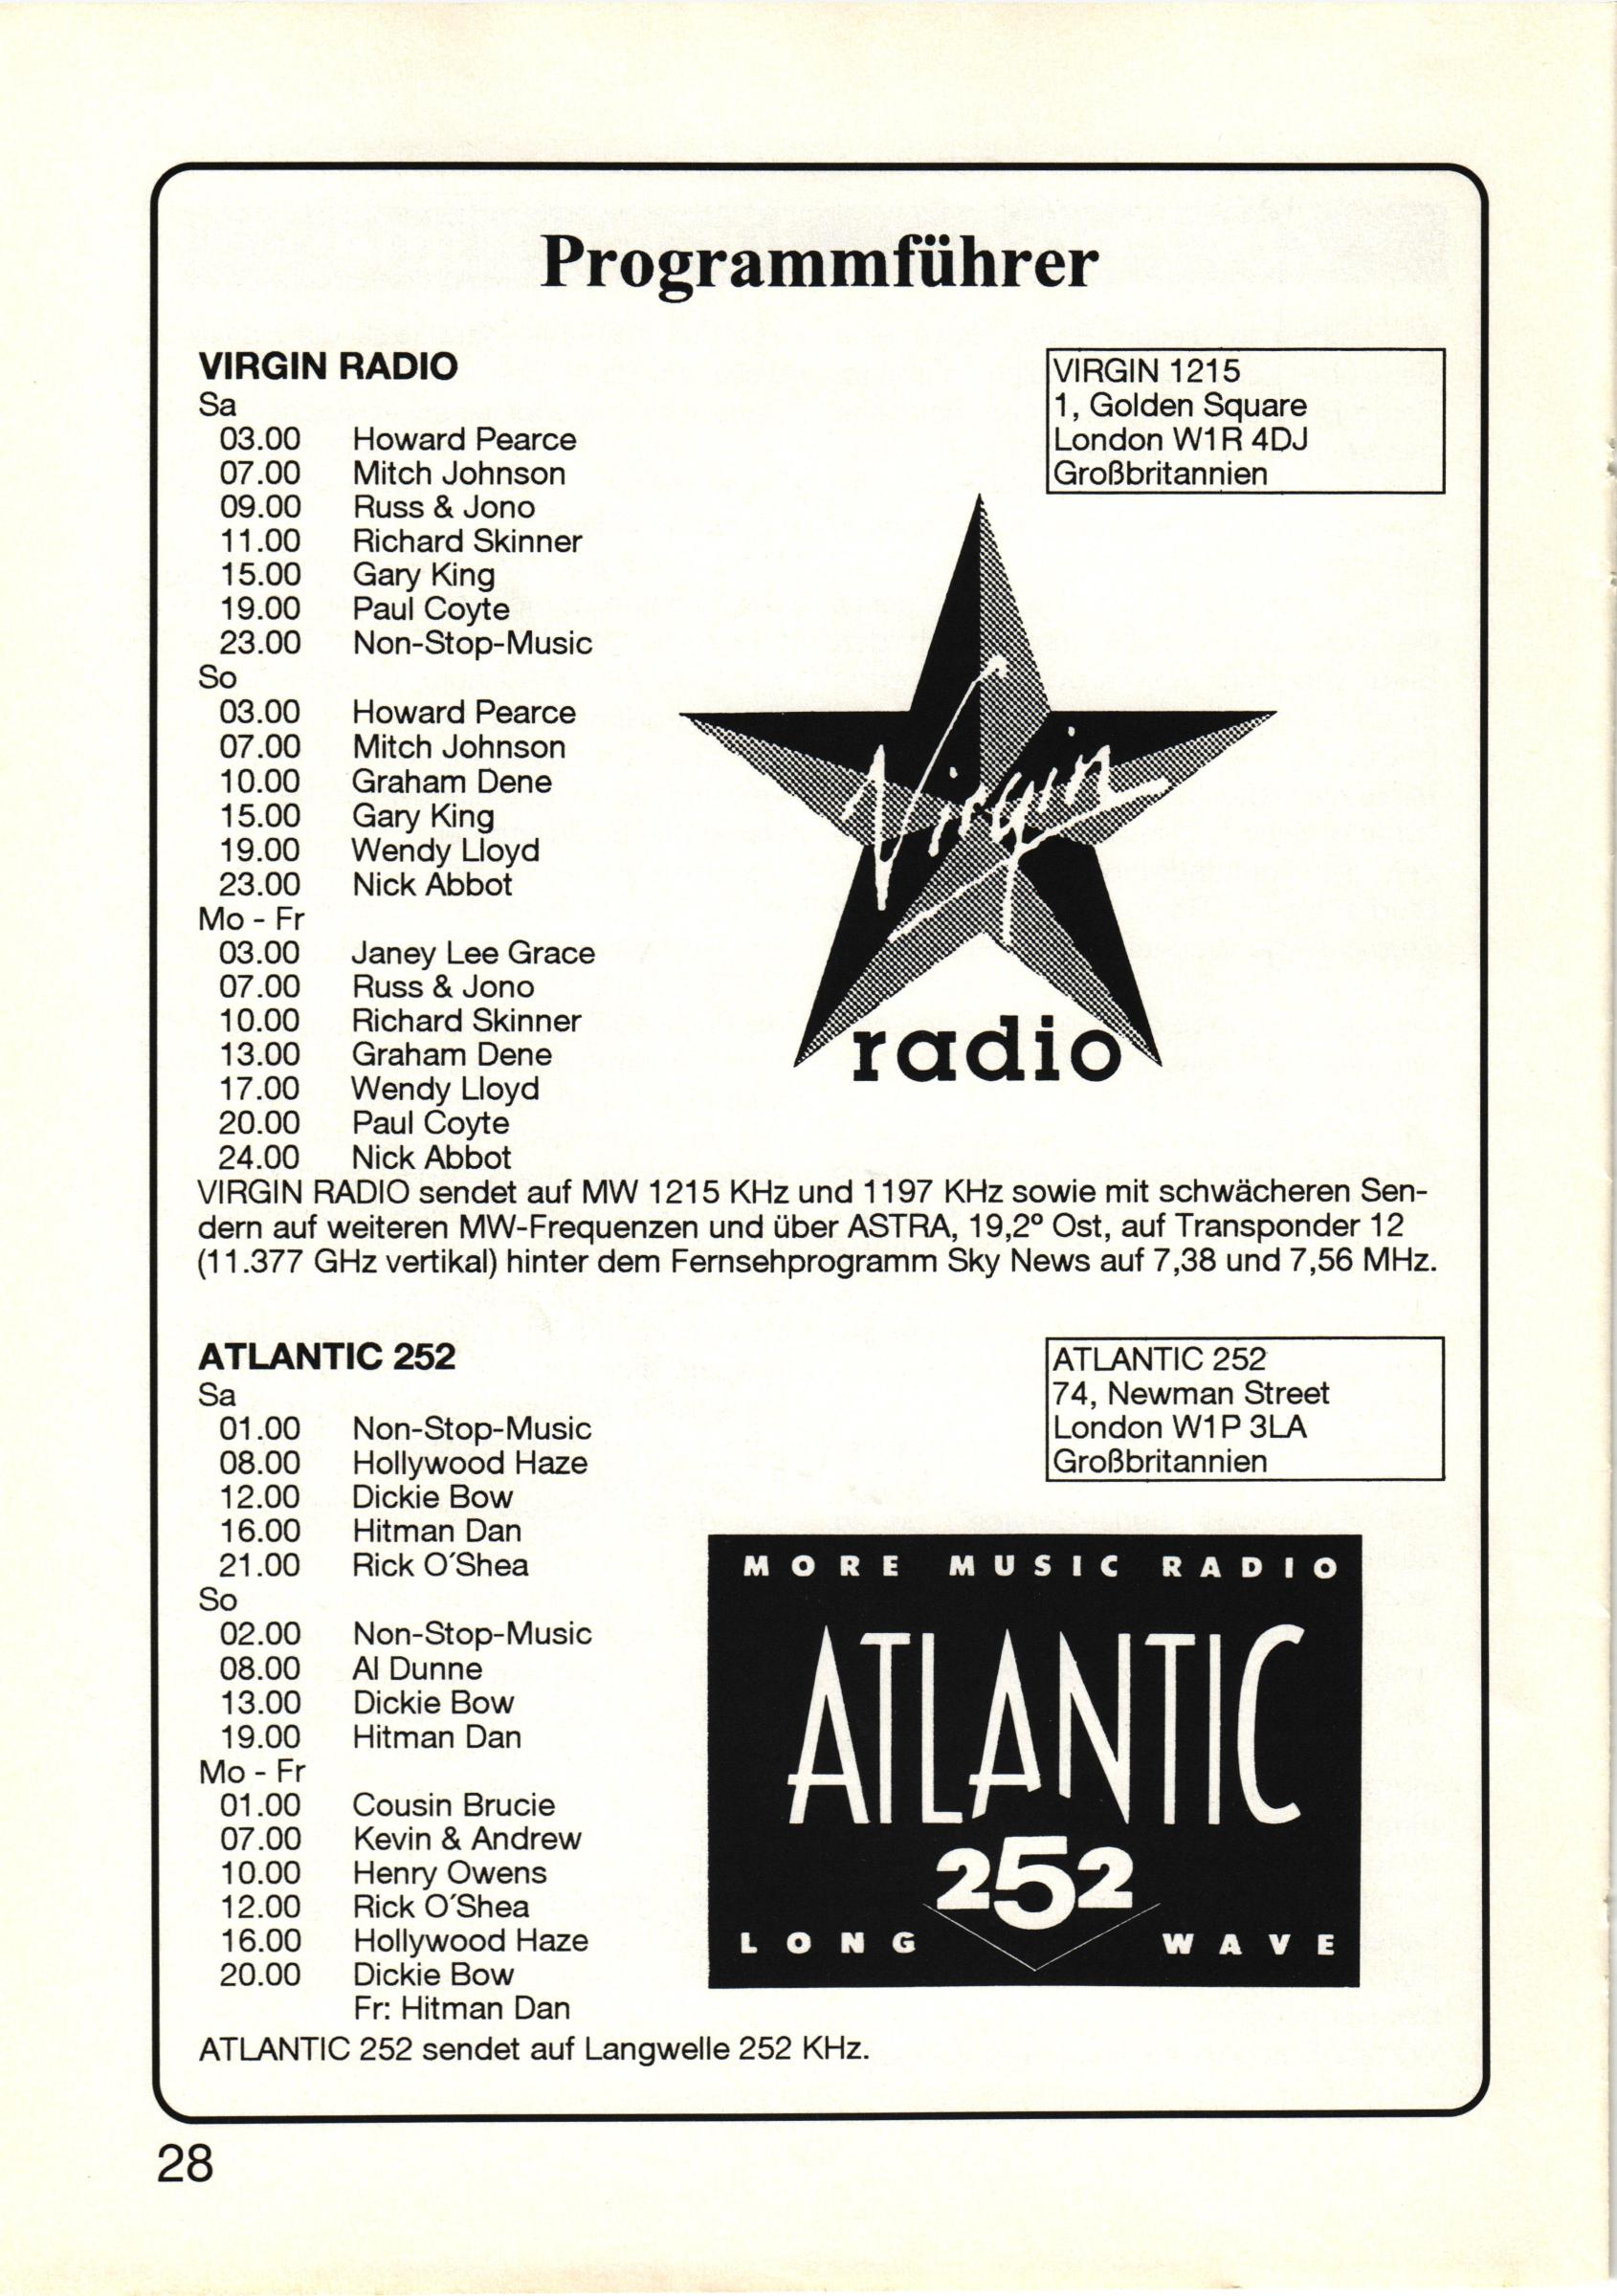 Programmführer
VIRGIN RADIO
Sa
03.00 Howard Pearce
07.00 Mitch Johnson
09.00 Russ & Jono
11.00 Richard Skinner
15.00 Gary King
19.00 Paul Coyte
23.00 Non-Stop-Music
So
03.00 Howard Pearce
07.00 Mitch Johnson
10.00 Graham Dene
15.00 Gary King
19.00 Wendy Lloyd
23.00 Nick Abbot
Mo - Fr
03.00 Janey Lee Grace
07.00 Russ & Jono
10.00 Richard Skinner
13.00 Graham Dene
17.00 Wendy Lloyd
20.00 Paul Coyte
24.00 Nick Abbot
VIRGIN 1215
1, Golden Square
London W1R 4DJ
Großbritannien
Virgin
radio
VIRGIN RADIO sendet auf MW 1215 KHz und 1197 KHz sowie mit schwächeren Sen-
dern auf weiteren MW-Frequenzen und über ASTRA, 19,2º Ost, auf Transponder 12
(11.377 GHz vertikal) hinter dem Fernsehprogramm Sky News auf 7,38 und 7,56 MHz.
ATLANTIC 252
Sa
01.00 Non-Stop-Music
08.00 Hollywood Haze
12.00 Dickie Bow
16.00 Hitman Dan
21.00 Rick O´Shea
So
02.00 Non-Stop-Music
08.00 Al Dunne
13.00 Dickie Bow
19.00 Hitman Dan
Mo - Fr
01.00 Cousin Brucie
07.00 Kevin & Andrew
10.00 Henry Owens
12.00 Rick O´Shea
16.00 Hollywood Haze
20.00 Dickie Bow
Fr: Hitman Dan
ATLANTIC 252
74, Newman Street
London W1P 3LA
Großbritannien
MORE MUSIC RADIO
ATLANTIC
252
LONG WAVE
ATLANTIC 252 sendet auf Langwelle 252 KHz.
28